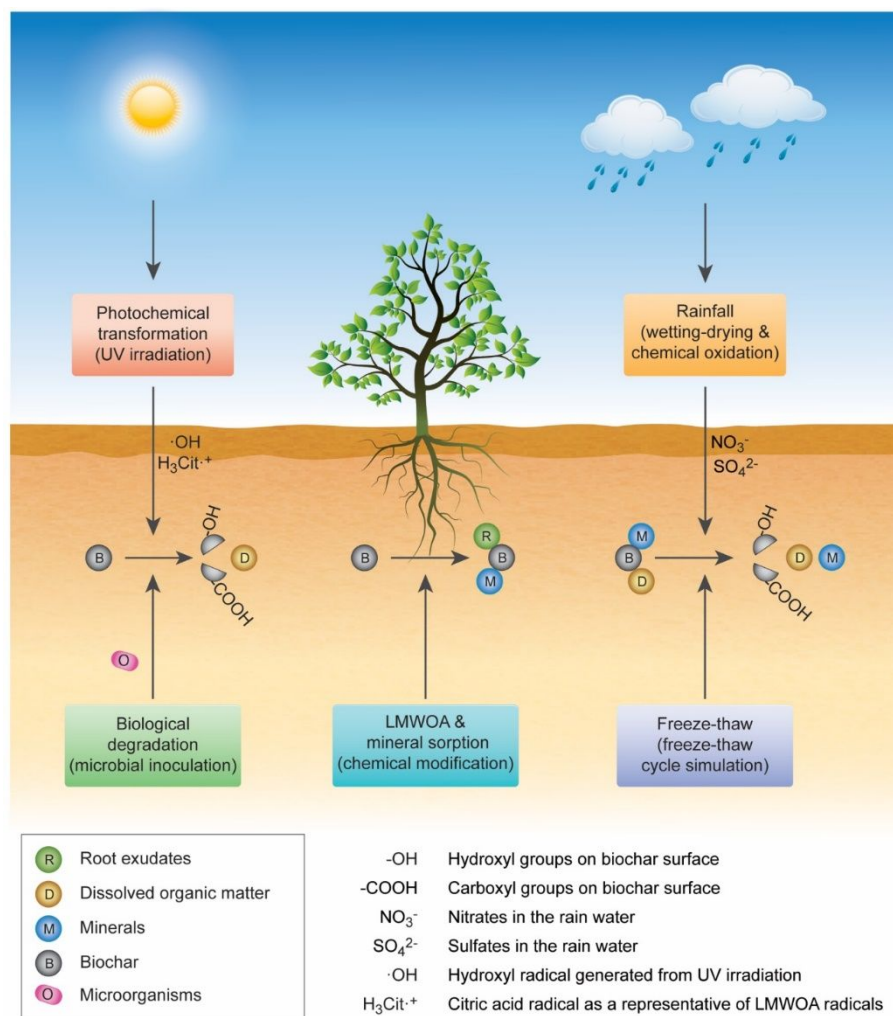 Photochemical
transformation
(UV irradiation)
Rainfall
(wetting-drying &
chemical oxidation)
·OH
H₃Cit·⁺
NO₃⁻
SO₄²⁻
B
-OH
-COOH
D
B
R
B
M
M
B
D
-OH
-COOH
D
M
O
Biological
degradation
(microbial inoculation)
LMWOA &
mineral sorption
(chemical modification)
Freeze-thaw
(freeze-thaw
cycle simulation)
R Root exudates
D Dissolved organic matter
M Minerals
B Biochar
O Microorganisms
-OH Hydroxyl groups on biochar surface
-COOH Carboxyl groups on biochar surface
NO₃⁻ Nitrates in the rain water
SO₄²⁻ Sulfates in the rain water
·OH Hydroxyl radical generated from UV irradiation
H₃Cit·⁺ Citric acid radical as a representative of LMWOA radicals